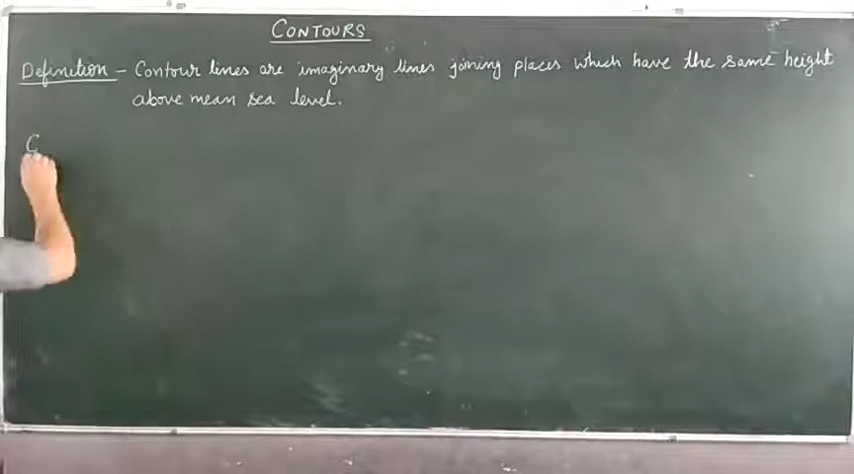 CONTOURS
Definition - Contour lines are imaginary lines joining places which have the same height
above mean sea level.
C